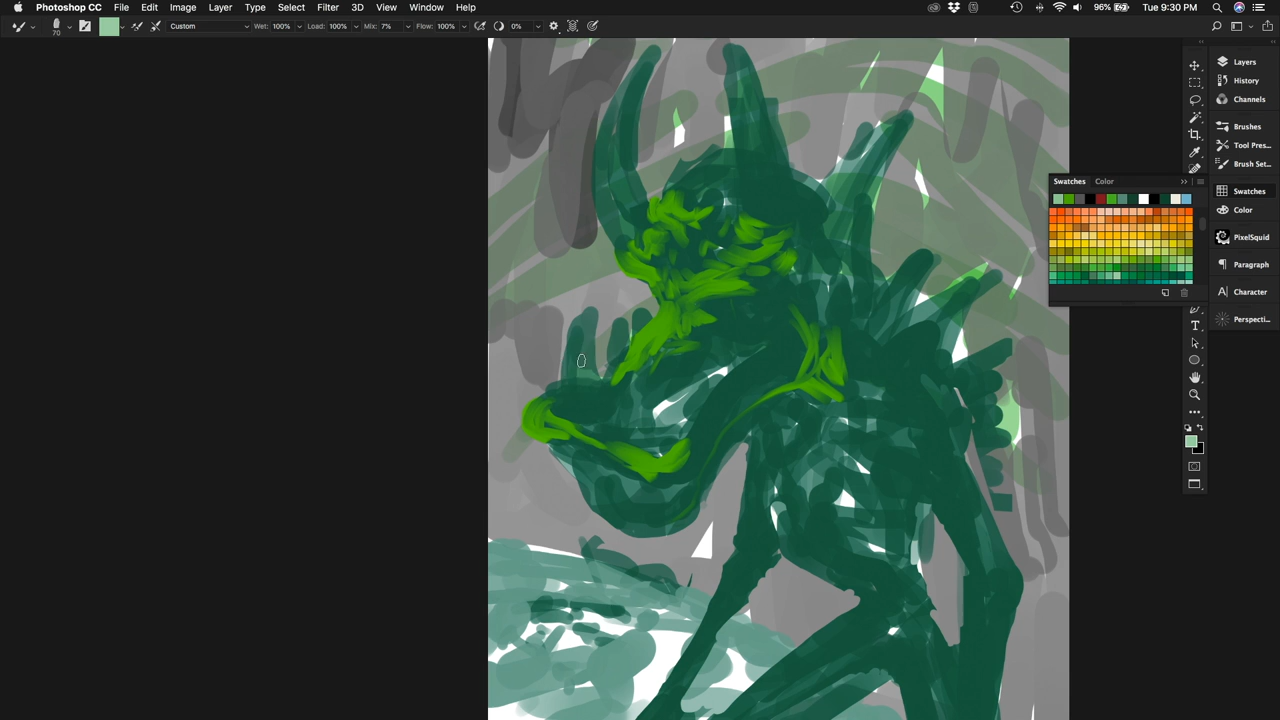 Photoshop CC File Edit Image Layer Type Select Filter 3D View Window Help 96% Tue 9:30 PM
70 Custom Wet: 100% Load: 100% Mix: 7% Flow: 100% 0%
Layers
History
Channels
Brushes
Tool Pres...
Brush Set...
Swatches Color
Swatches
Color
PixelSquid
Paragraph
Character
Perspecti...